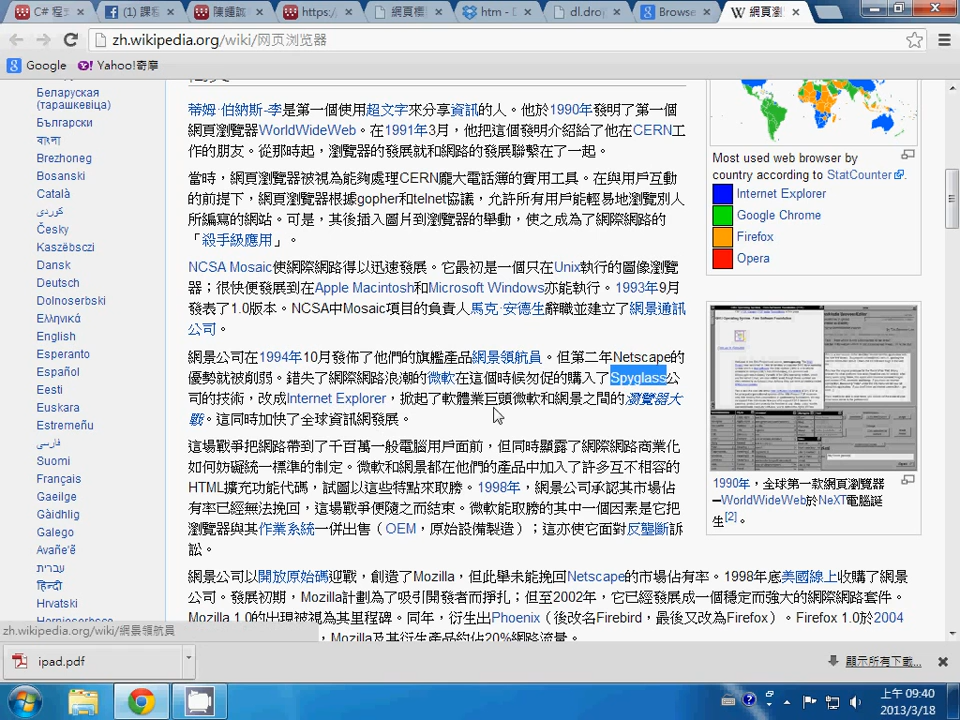 C# 程式
(1) 課程
陳鍾誠
https:/
網頁標
htm - D
dl.drop
Browse
W 網頁瀏
zh.wikipedia.org/wiki/网页浏览器
Google
Yahoo!奇摩
Беларуская
(тарашкевіца)
Български
বাংলা
Brezhoneg
Bosanski
Català
کوردی
Česky
Kaszëbsczi
Dansk
Deutsch
Dolnoserbski
Ελληνικά
English
Esperanto
Español
Eesti
Euskara
Estremeñu
فارسی
Suomi
Français
Gaeilge
Gàidhlig
Galego
Avañe'ẽ
עברית
हिन्दी
Hrvatski
蒂姆·伯納斯-李是第一個使用超文字來分享資訊的人。他於1990年發明了第一個
網頁瀏覽器WorldWideWeb。在1991年3月，他把這個發明介紹給了他在CERN工
作的朋友。從那時起，瀏覽器的發展就和網路的發展聯繫在了一起。
當時，網頁瀏覽器被視為能夠處理CERN龐大電話簿的實用工具。在與用戶互動
的前提下，網頁瀏覽器根據gopher和telnet協議，允許所有用戶能輕易地瀏覽別人
所編寫的網站。可是，其後插入圖片到瀏覽器的舉動，使之成為了網際網路的
「殺手級應用」。
NCSA Mosaic使網際網路得以迅速發展。它最初是一個只在Unix執行的圖像瀏覽
器；很快便發展到在Apple Macintosh和Microsoft Windows亦能執行。1993年9月
發表了1.0版本。NCSA中Mosaic項目的負責人馬克·安德生辭職並建立了網景通訊
公司。
網景公司在1994年10月發佈了他們的旗艦產品網景領航員。但第二年Netscape的
優勢就被削弱。錯失了網際網路浪潮的微軟在這個時候匆促的購入了Spyglass公
司的技術，改成Internet Explorer，掀起了軟體業巨頭微軟和網景之間的瀏覽器大
戰。這同時加快了全球資訊網發展。
這場戰爭把網路帶到了千百萬一般電腦用戶面前，但同時顯露了網際網路商業化
如何妨礙統一標準的制定。微軟和網景都在他們的產品中加入了許多互不相容的
HTML擴充功能代碼，試圖以這些特點來取勝。1998年，網景公司承認其市場佔
有率已經無法挽回，這場戰爭便隨之而結束。微軟能取勝的其中一個因素是它把
瀏覽器與其作業系統一併出售（OEM，原始設備製造）；這亦使它面對反壟斷訴
訟。
網景公司以開放原始碼迎戰，創造了Mozilla，但此舉未能挽回Netscape的市場佔有率。1998年底美國線上收購了網景
公司。發展初期，Mozilla計劃為了吸引開發者而掙扎；但至2002年，它已經發展成一個穩定而強大的網際網路套件。
Mozilla 1.0的出現被視為其里程碑。同年，衍生出Phoenix（後改名Firebird，最後又改為Firefox）。Firefox 1.0於2004
，Mozilla及其衍生產品約佔20%網路流量。
Most used web browser by
country according to StatCounter.
Internet Explorer
Google Chrome
Firefox
Opera
1990年，全球第一款網頁瀏覽器
—WorldWideWeb於NeXT電腦誕
生[2]。
zh.wikipedia.org/wiki/網景領航員
ipad.pdf
顯示所有下載...
上午 09:40
2013/3/18